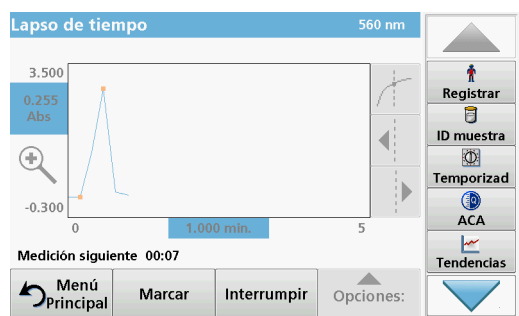 Lapso de tiempo
560 nm
3.500
0.255
Abs
-0.300
0
1.000 min.
5
Medición siguiente 00:07
Menú
Principal
Marcar
Interrumpir
Opciones:
Registrar
ID muestra
Temporizad
ACA
Tendencias